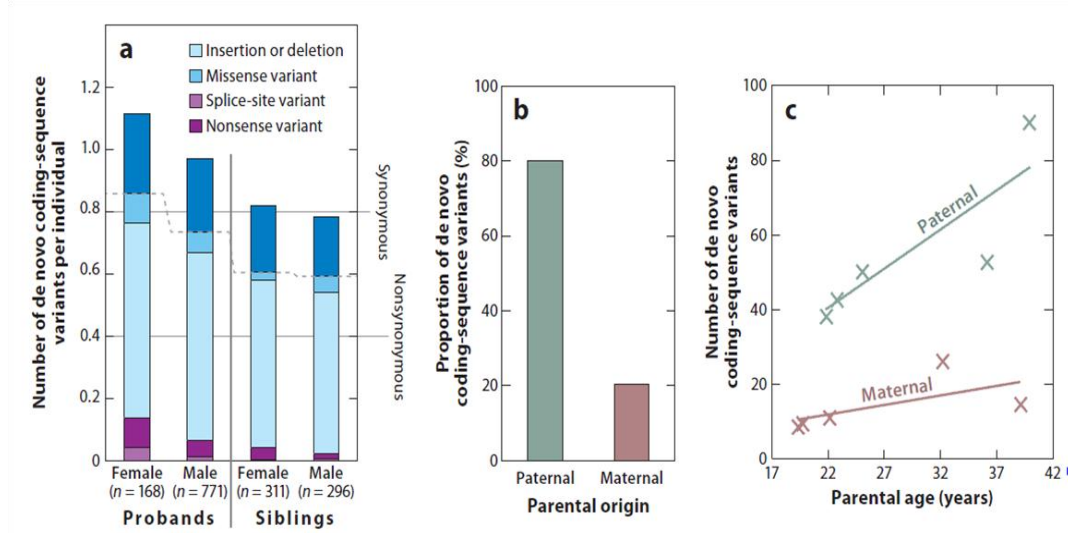 a
Insertion or deletion
Missense variant
Splice-site variant
Nonsense variant
Number of de novo coding-sequence
variants per individual
1.2
1.0
0.8
0.6
0.4
0.2
0
Synonymous
Nonsynonymous
Female
(n = 168)
Male
(n = 771)
Female
(n = 311)
Male
(n = 296)
Probands
Siblings
b
Proportion of de novo
coding-sequence variants (%)
100
80
60
40
20
0
Paternal
Maternal
Parental origin
c
Number of de novo
coding-sequence variants
100
80
60
40
20
0
Paternal
Maternal
17
22
27
32
37
42
Parental age (years)